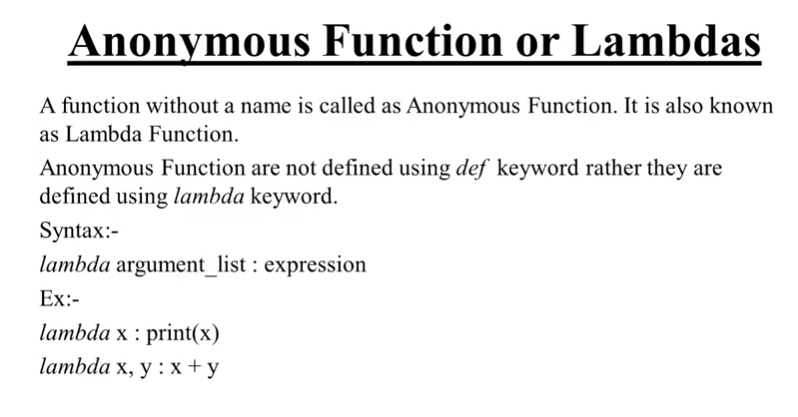 Anonymous Function or Lambdas
A function without a name is called as Anonymous Function. It is also known
as Lambda Function.
Anonymous Function are not defined using def keyword rather they are
defined using lambda keyword.
Syntax:-
lambda argument_list : expression
Ex:-
lambda x : print(x)
lambda x, y : x + y